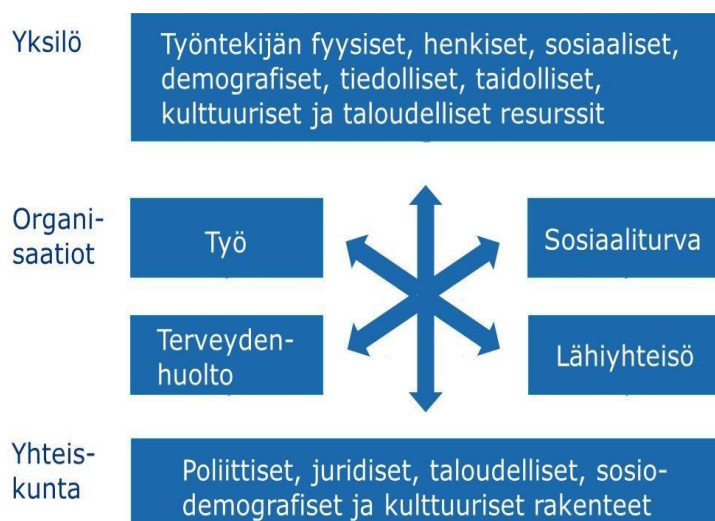 Yksilö
Työntekijän fyysiset, henkiset, sosiaaliset,
demografiset, tiedolliset, taidolliset,
kulttuuriset ja taloudelliset resurssit
Organi-
saatiot
Työ
Sosiaaliturva
Terveyden-
huolto
Lähiyhteisö
Yhteis-
kunta
Poliittiset, juridiset, taloudelliset, sosio-
demografiset ja kulttuuriset rakenteet